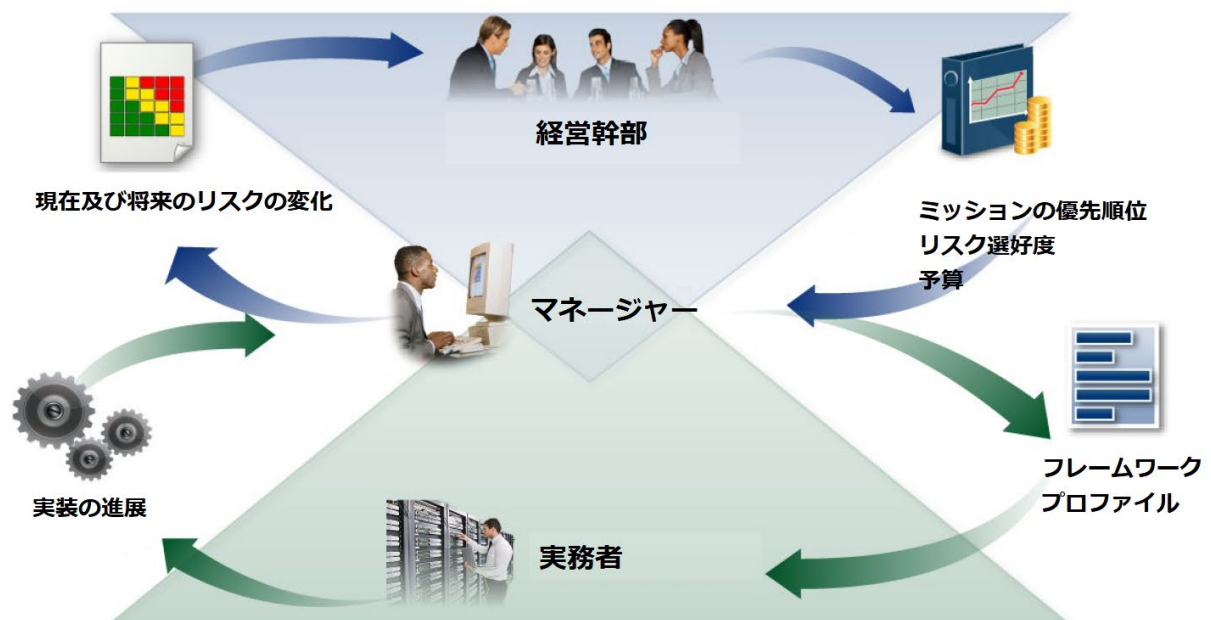 経営幹部
現在及び将来のリスクの変化
ミッションの優先順位
リスク選好度
予算
マネージャー
フレームワーク
プロファイル
実装の進展
実務者